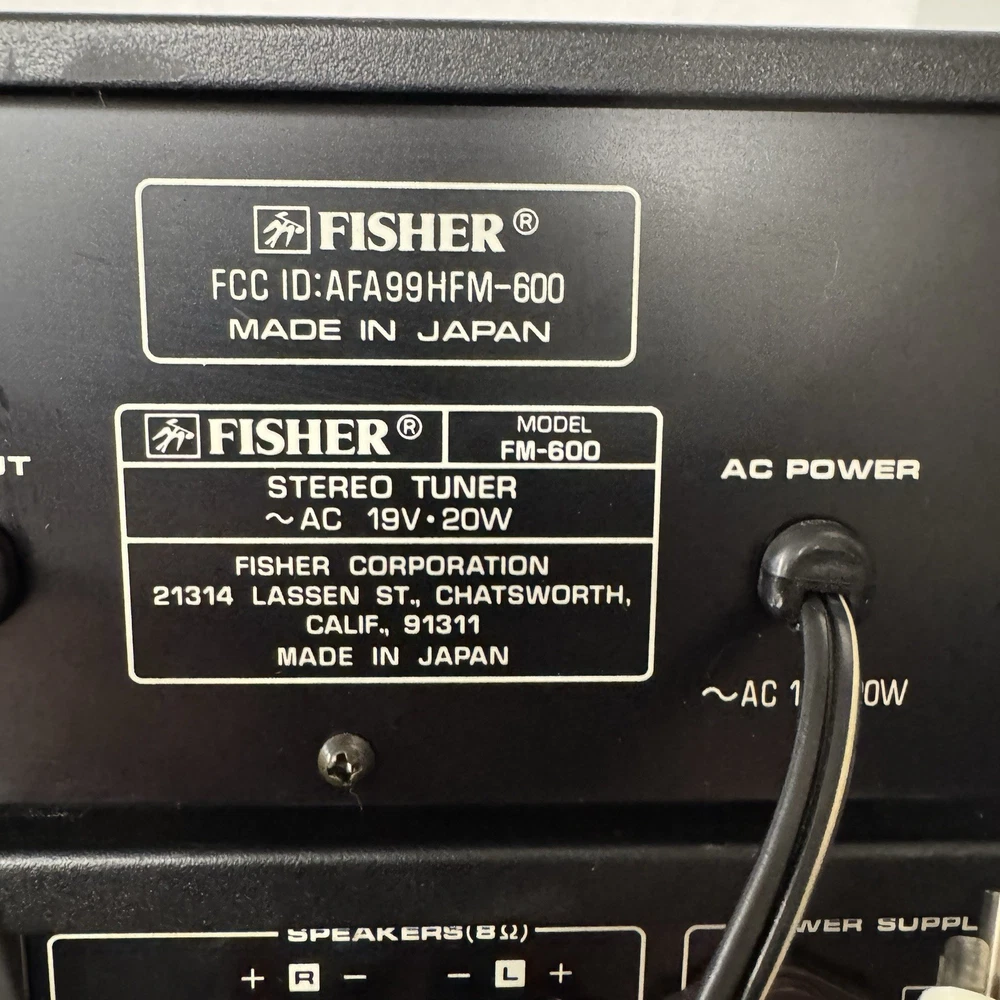 FISHER®
FCC ID:AFA99HFM-600
MADE IN JAPAN
FISHER®
MODEL
FM-600
STEREO TUNER
~AC 19V·20W
FISHER CORPORATION
21314 LASSEN ST., CHATSWORTH,
CALIF., 91311
MADE IN JAPAN
AC POWER
~AC
SPEAKERS(8Ω)
+ R − − L +